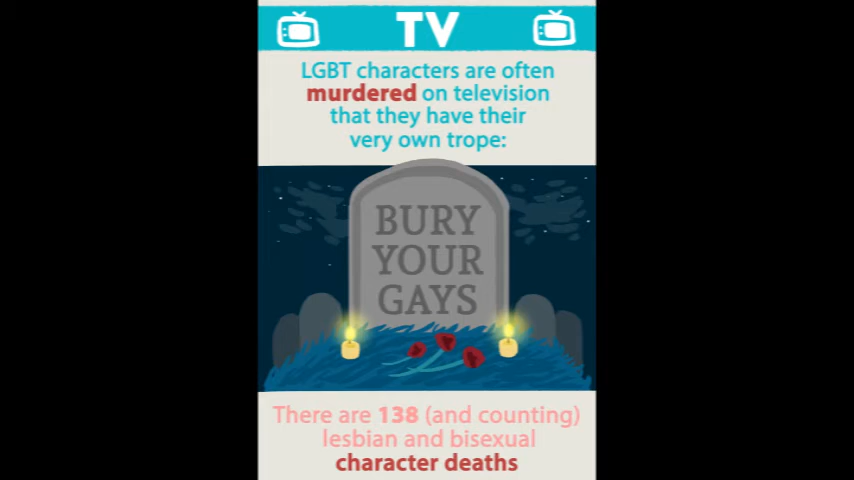 TV
LGBT characters are often
murdered on television
that they have their
very own trope:
BURY
YOUR
GAYS
There are 138 (and counting)
lesbian and bisexual
character deaths